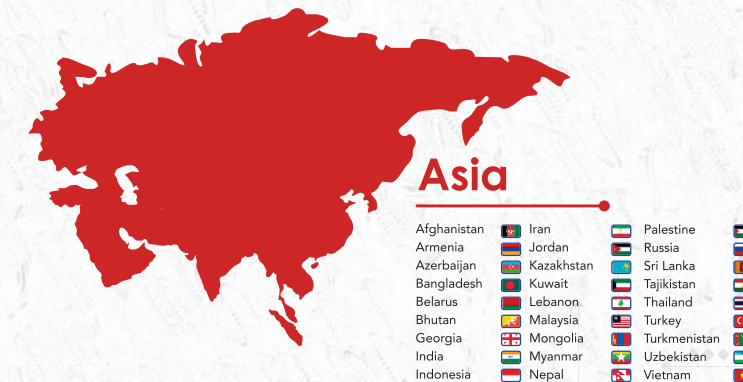 Asia
Afghanistan Iran Palestine
Armenia Jordan Russia
Azerbaijan Kazakhstan Sri Lanka
Bangladesh Kuwait Tajikistan
Belarus Lebanon Thailand
Bhutan Malaysia Turkey
Georgia Mongolia Turkmenistan
India Myanmar Uzbekistan
Indonesia Nepal Vietnam